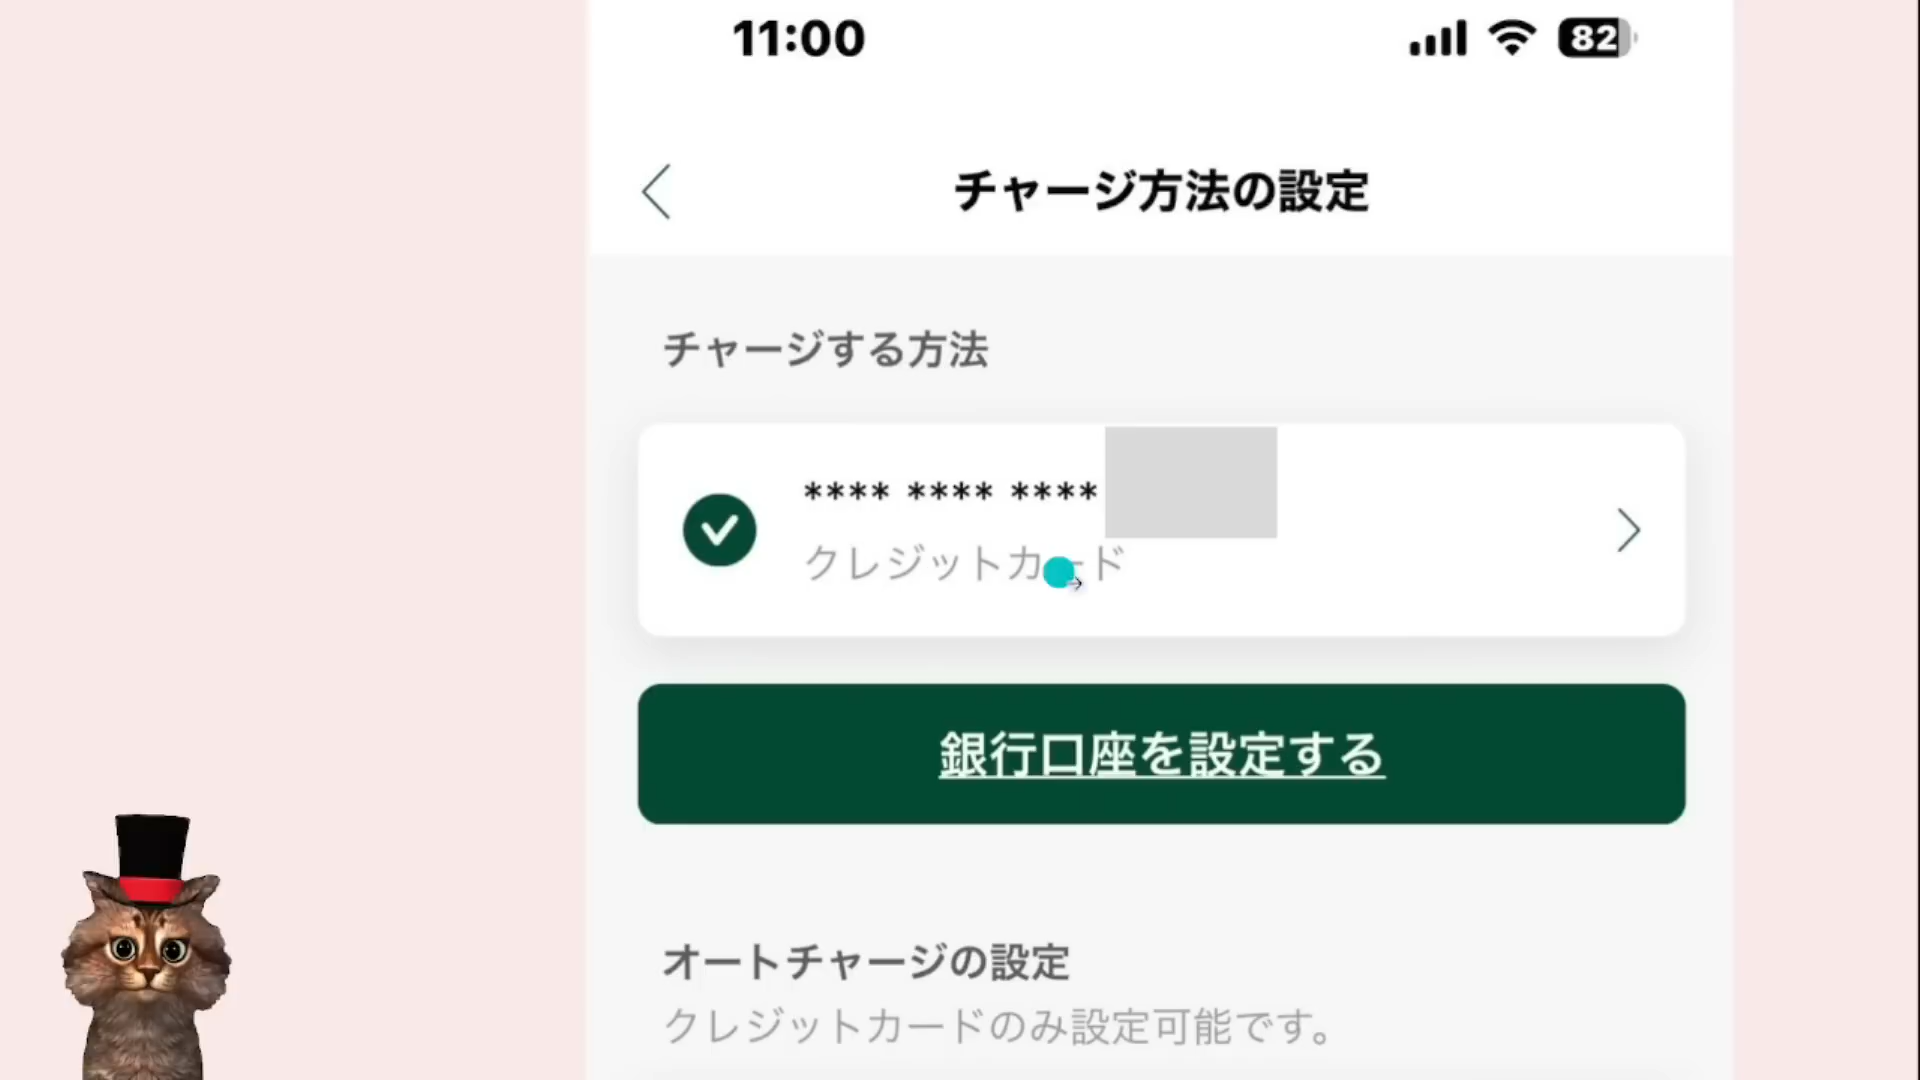 11:00
82
チャージ方法の設定
チャージする方法
**** **** ****
クレジットカード
銀行口座を設定する
オートチャージの設定
クレジットカードのみ設定可能です。